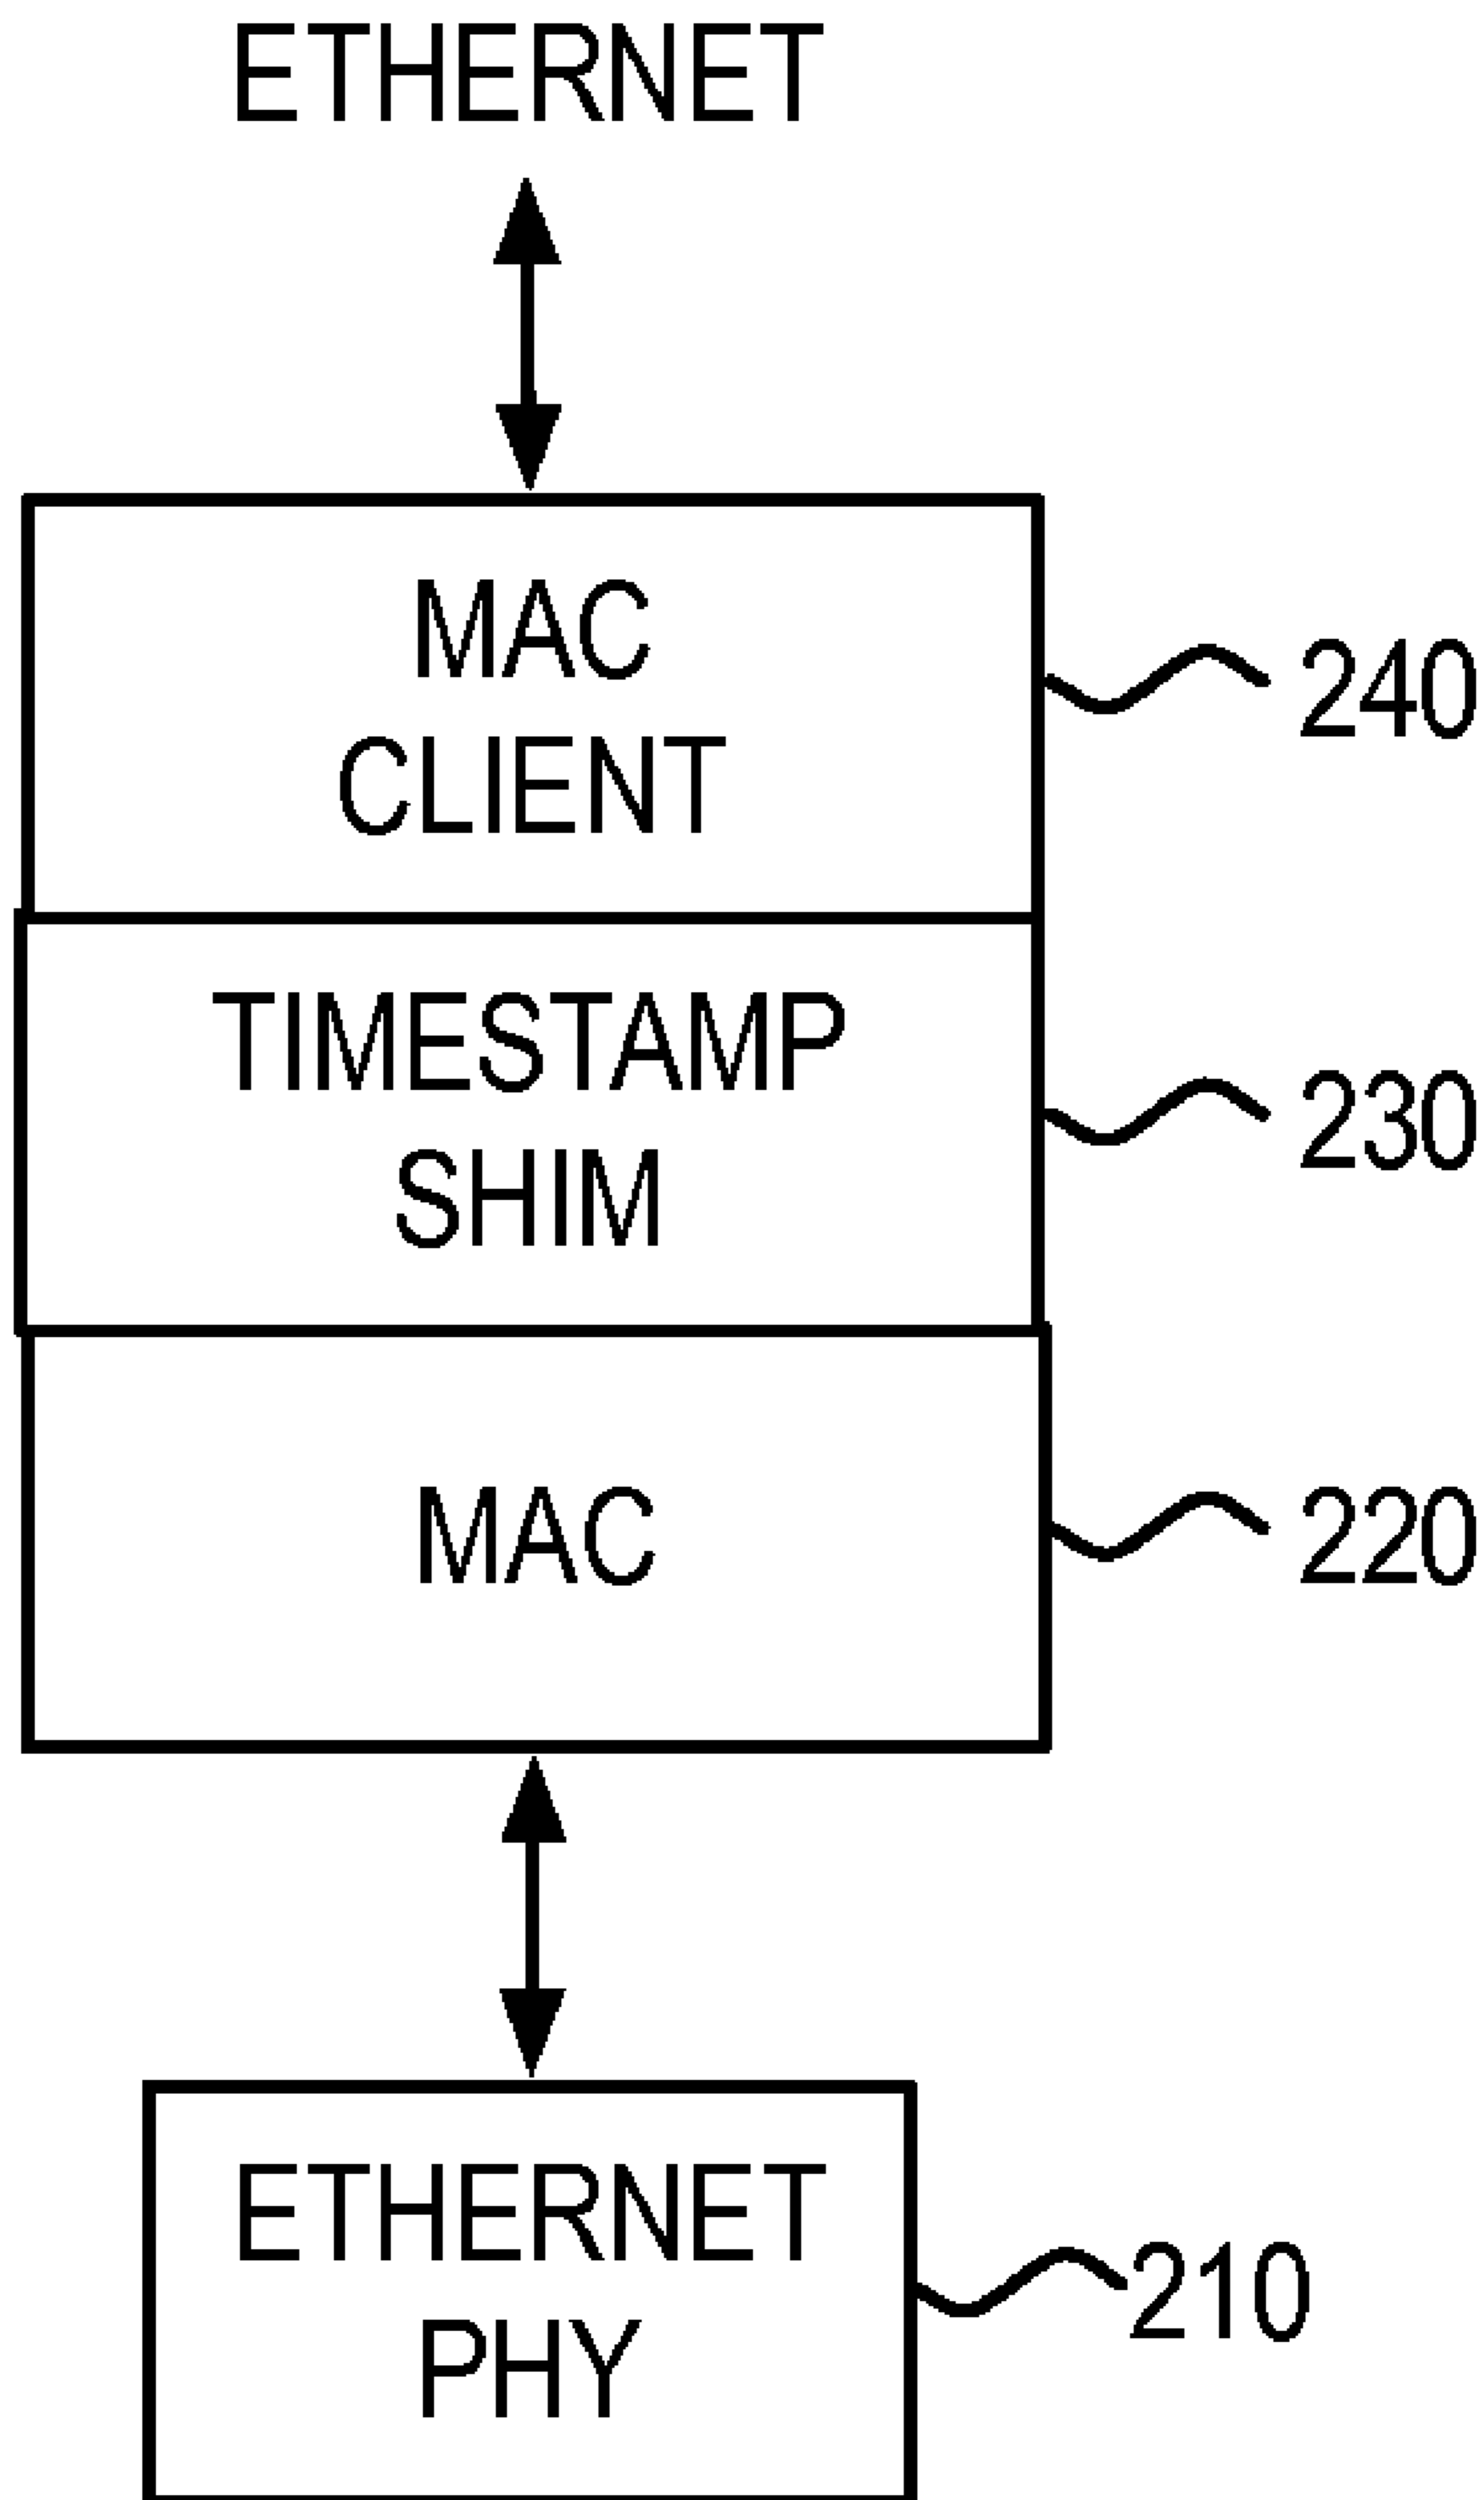 ETHERNET
MAC
CLIENT
240
TIMESTAMP
SHIM
230
MAC
220
ETHERNET
PHY
210